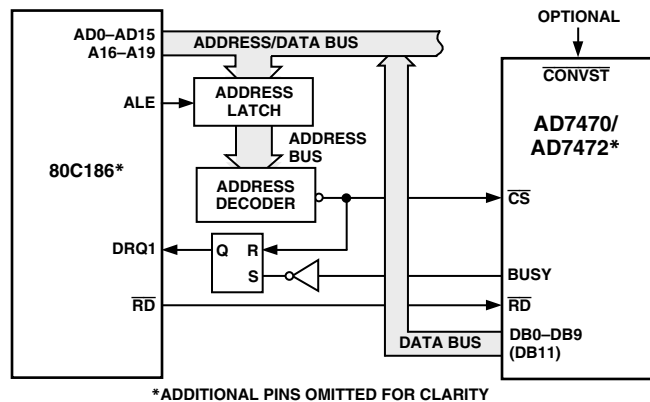 OPTIONAL
AD0–AD15
A16–A19
ADDRESS/DATA BUS
CONVST
ALE
ADDRESS
LATCH
AD7470/
AD7472*
ADDRESS
BUS
80C186*
ADDRESS
DECODER
CS
DRQ1
Q
R
S
BUSY
RD
RD
DATA BUS
DB0–DB9
(DB11)
*ADDITIONAL PINS OMITTED FOR CLARITY